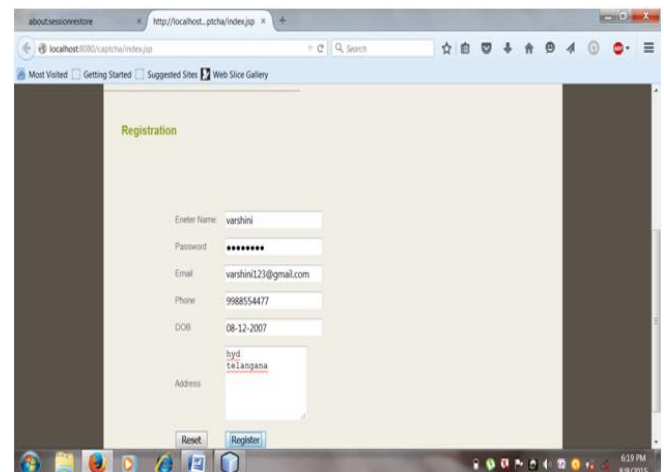 about:sessionrestore × http://localhost...ptcha/index.jsp × +
localhost:8080/captcha/index.jsp Search
Most Visited Getting Started Suggested Sites Web Slice Gallery
Registration
Eneter Name: varshini
Password ••••••••
Email varshini123@gmail.com
Phone 9988554477
DOB 08-12-2007
Address hyd
telangana
Reset Register
6:19 PM